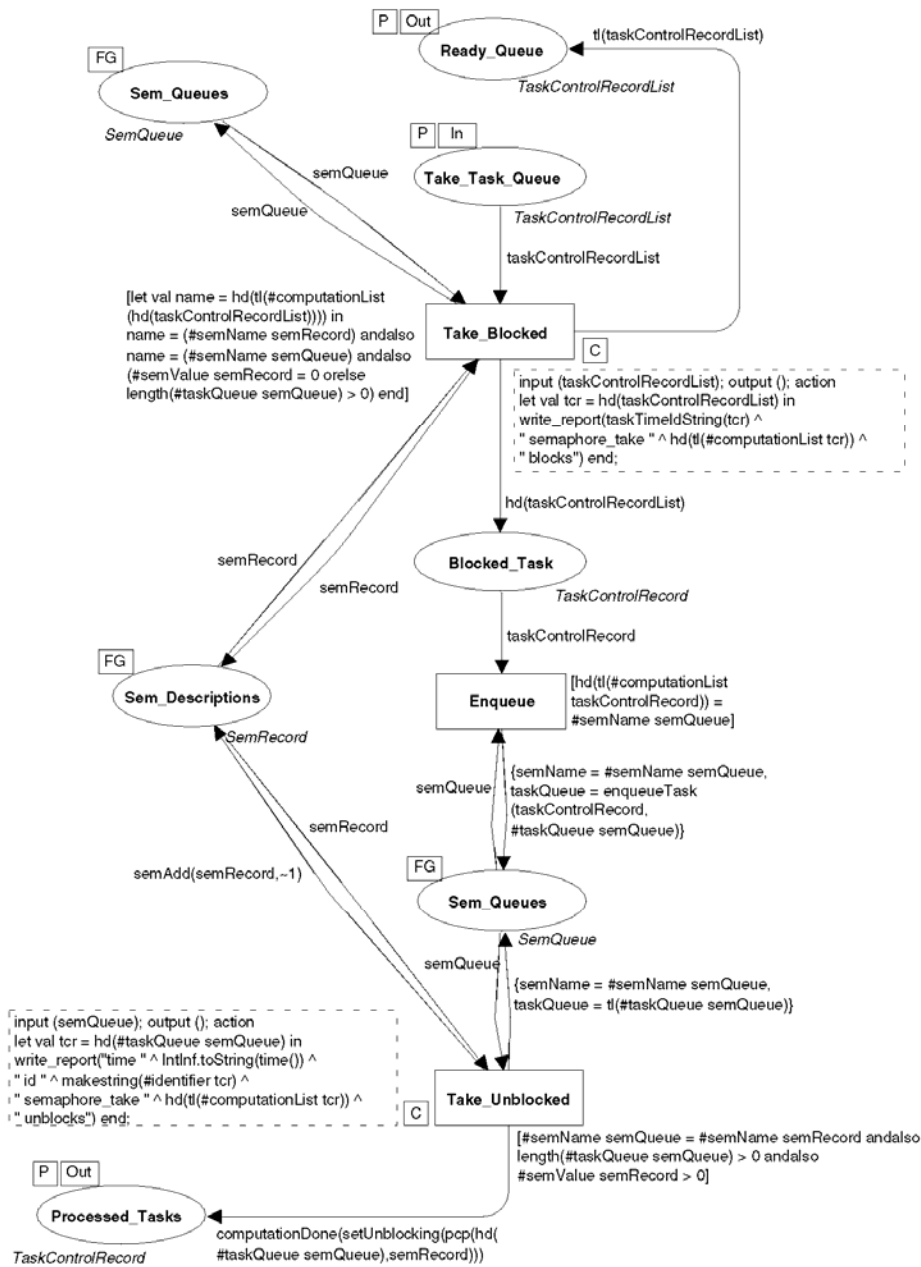 P Out
Ready_Queue
TaskControlRecordList
tl(taskControlRecordList)
FG
Sem_Queues
SemQueue
P In
Take_Task_Queue
TaskControlRecordList
semQueue
semQueue
taskControlRecordList
[let val name = hd(tl(#computationList
(hd(taskControlRecordList)))) in
name = (#semName semRecord) andalso
name = (#semName semQueue) andalso
(#semValue semRecord = 0 orelse
length(#taskQueue semQueue) > 0) end]
Take_Blocked
C
input (taskControlRecordList); output (); action
let val tcr = hd(taskControlRecordList) in
write_report(taskTimeIdString(tcr) ^
" semaphore_take " ^ hd(tl(#computationList tcr)) ^
" blocks") end;
hd(taskControlRecordList)
semRecord
semRecord
Blocked_Task
TaskControlRecord
taskControlRecord
FG
Sem_Descriptions
SemRecord
Enqueue
[hd(tl(#computationList
taskControlRecord)) =
#semName semQueue]
semQueue
{semName = #semName semQueue,
taskQueue = enqueueTask
(taskControlRecord,
#taskQueue semQueue)}
semRecord
semAdd(semRecord,~1)
FG
Sem_Queues
SemQueue
semQueue
{semName = #semName semQueue,
taskQueue = tl(#taskQueue semQueue)}
input (semQueue); output (); action
let val tcr = hd(#taskQueue semQueue) in
write_report("time " ^ IntInf.toString(time()) ^
" id " ^ makestring(#identifier tcr) ^
" semaphore_take " ^ hd(tl(#computationList tcr)) ^
" unblocks") end;
C
Take_Unblocked
[#semName semQueue = #semName semRecord andalso
length(#taskQueue semQueue) > 0 andalso
#semValue semRecord > 0]
P Out
Processed_Tasks
TaskControlRecord
computationDone(setUnblocking(pcp(hd(
#taskQueue semQueue),semRecord)))